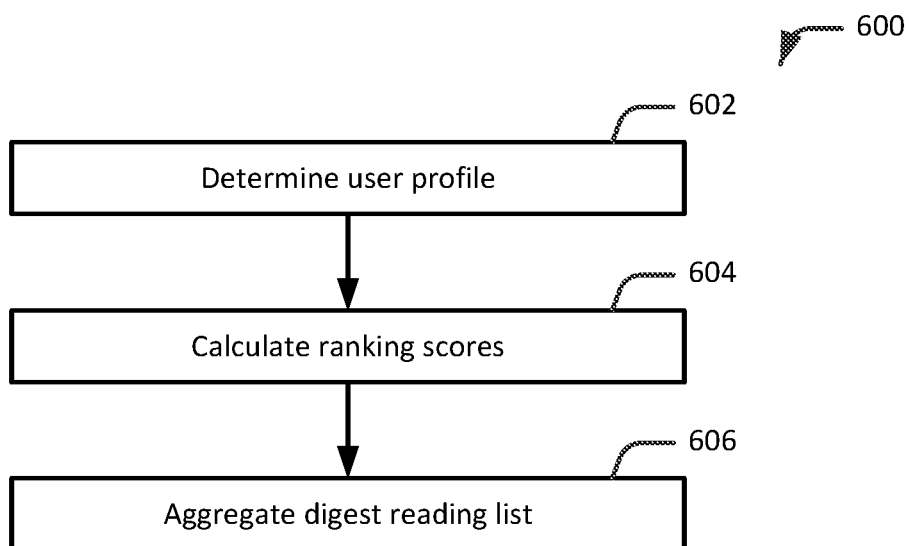 600
602
Determine user profile
604
Calculate ranking scores
606
Aggregate digest reading list